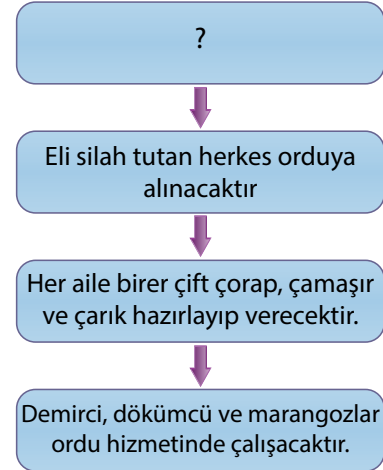 ?
Eli silah tutan herkes orduya
alınacaktır
Her aile birer çift çorap, çamaşır
ve çarık hazırlayıp verecektir.
Demirci, dökümcü ve marangozlar
ordu hizmetinde çalışacaktır.